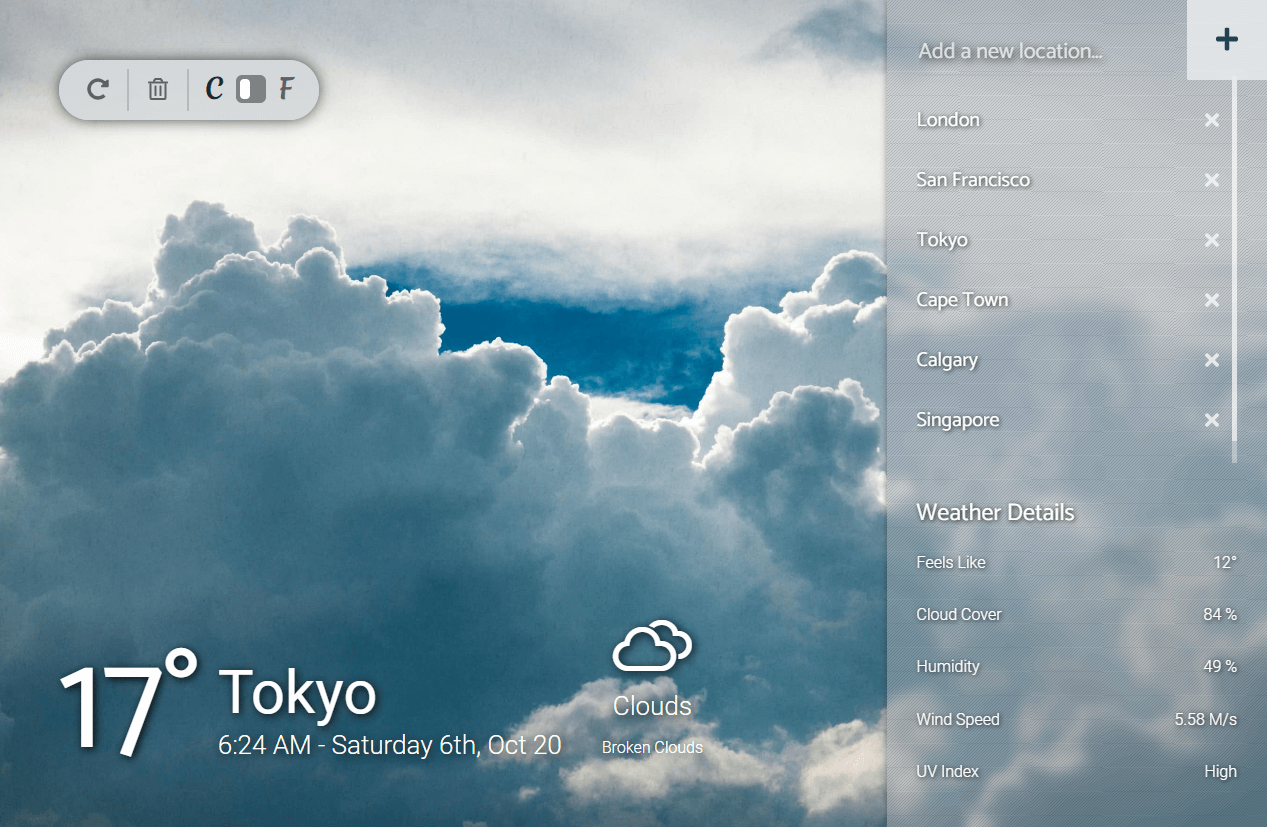 C F
Add a new location...
London
San Francisco
Tokyo
Cape Town
Calgary
Singapore
Weather Details
Feels Like 12°
Cloud Cover 84 %
Humidity 49 %
Wind Speed 5.58 M/s
UV Index High
17° Tokyo
6:24 AM - Saturday 6th, Oct 20
Clouds
Broken Clouds